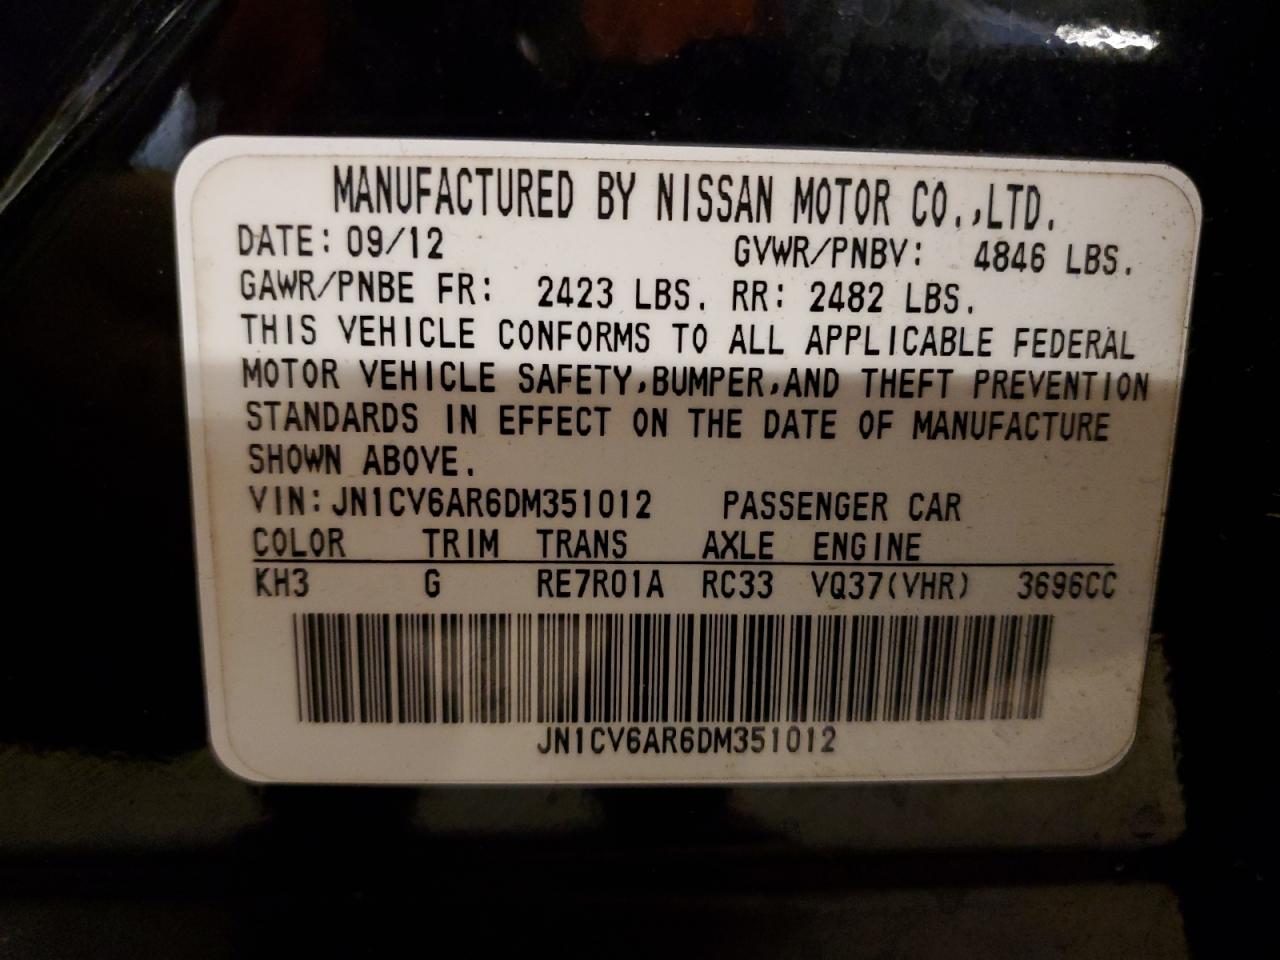 MANUFACTURED BY NISSAN MOTOR CO.,LTD.
DATE: 09/12 GVWR/PNBV: 4846 LBS.
GAWR/PNBE FR: 2423 LBS. RR: 2482 LBS.
THIS VEHICLE CONFORMS TO ALL APPLICABLE FEDERAL
MOTOR VEHICLE SAFETY,BUMPER,AND THEFT PREVENTION
STANDARDS IN EFFECT ON THE DATE OF MANUFACTURE
SHOWN ABOVE.
VIN: JN1CV6AR6DM351012 PASSENGER CAR
COLOR TRIM TRANS AXLE ENGINE
KH3 G RE7R01A RC33 VQ37(VHR) 3696CC
JN1CV6AR6DM351012